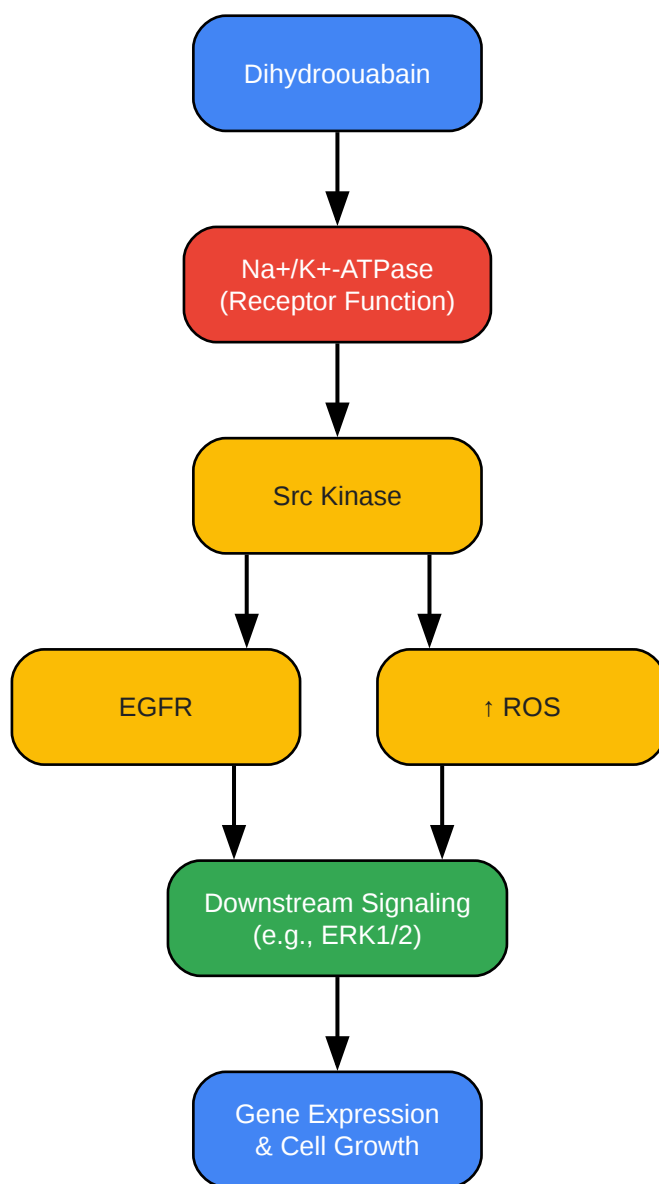 Dihydroouabain
Na+/K+-ATPase
(Receptor Function)
Src Kinase
EGFR
↑ ROS
Downstream Signaling
(e.g., ERK1/2)
Gene Expression
& Cell Growth